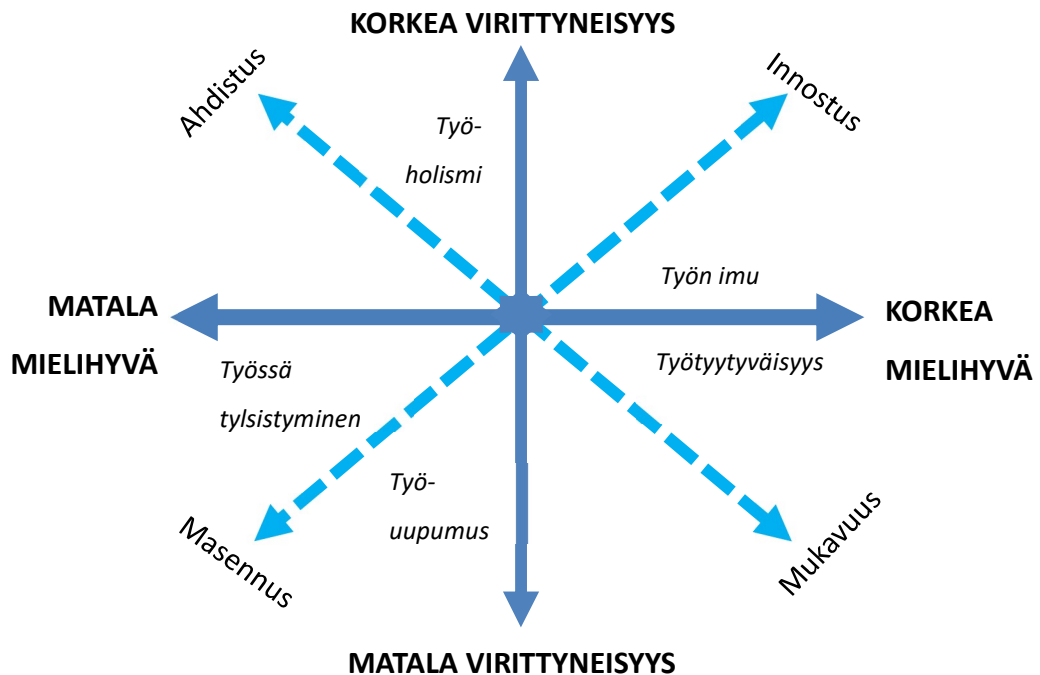 KORKEA VIRITTYNEISYYS
Ahdistus
Innostus
Työ-
holismi
Työn imu
MATALA
MIELIHYVÄ
KORKEA
MIELIHYVÄ
Työssä
tylsistyminen
Työtyytyväisyys
Työ-
uupumus
Masennus
Mukavuus
MATALA VIRITTYNEISYYS